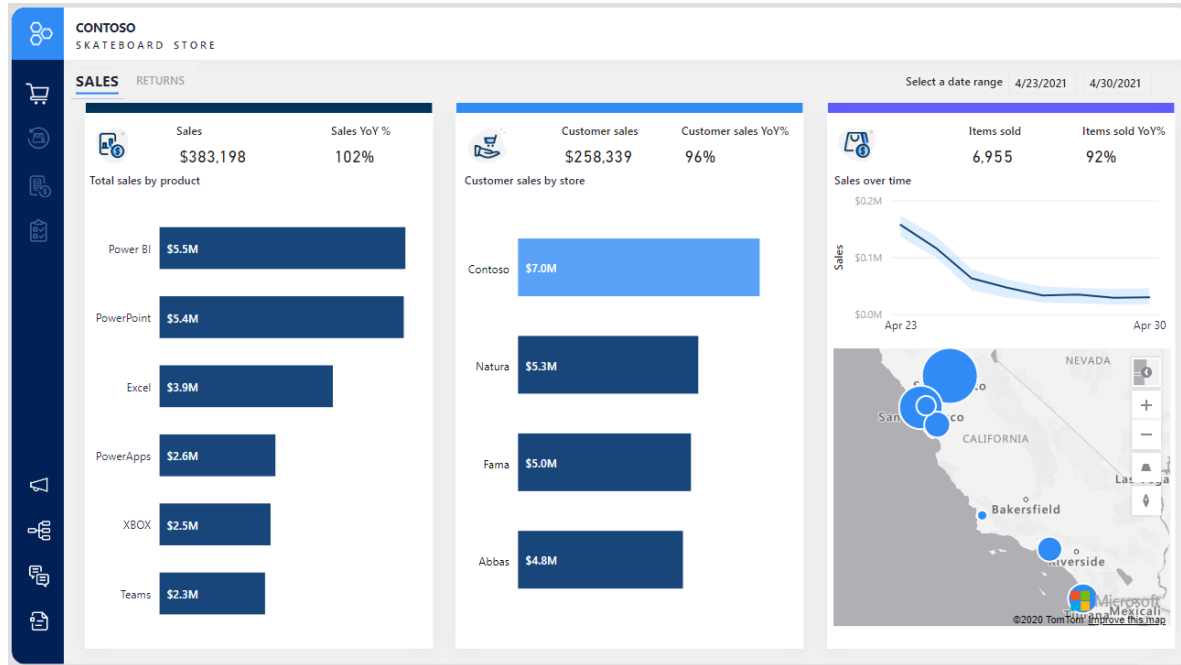 CONTOSO
SKATEBOARD STORE
SALES RETURNS
Select a date range 4/23/2021 4/30/2021
Sales Sales YoY %
$383,198 102%
Total sales by product
Power BI $5.5M
PowerPoint $5.4M
Excel $3.9M
PowerApps $2.6M
XBOX $2.5M
Teams $2.3M
Customer sales Customer sales YoY%
$258,339 96%
Customer sales by store
Contoso $7.0M
Natura $5.3M
Fama $5.0M
Abbas $4.8M
Items sold Items sold YoY%
6,955 92%
Sales over time
Sales
$0.2M
$0.1M
$0.0M
Apr 23 Apr 30
NEVADA
CALIFORNIA
Bakersfield
Mexicali
Microsoft
©2020 TomTom Improve this map